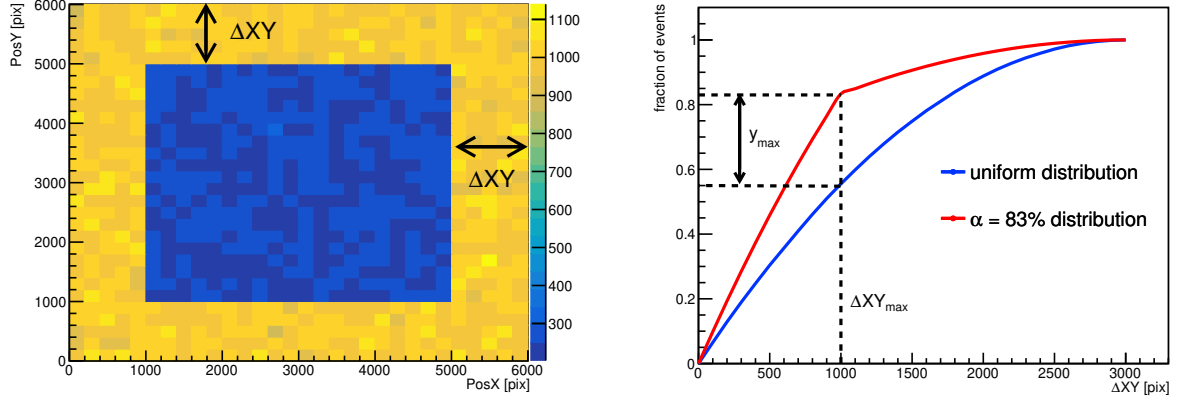 PosY [pix]
6000
5000
4000
3000
2000
1000
0
0 1000 2000 3000 4000 5000 6000
PosX [pix]
ΔXY
ΔXY
1100
1000
900
800
700
600
500
400
300
fraction of events
1
0.8
0.6
0.4
0.2
0
0 500 1000 1500 2000 2500 3000
ΔXY [pix]
y_max
uniform distribution
α = 83% distribution
ΔXY_max